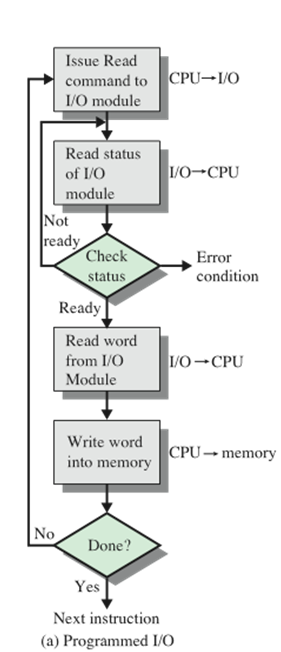 Issue Read
command to
I/O module
CPU→I/O
Read status
of I/O
module
I/O→CPU
Not
ready
Check
status
Error
condition
Ready
Read word
from I/O
Module
I/O→CPU
Write word
into memory
CPU→memory
No
Done?
Yes
Next instruction
(a) Programmed I/O